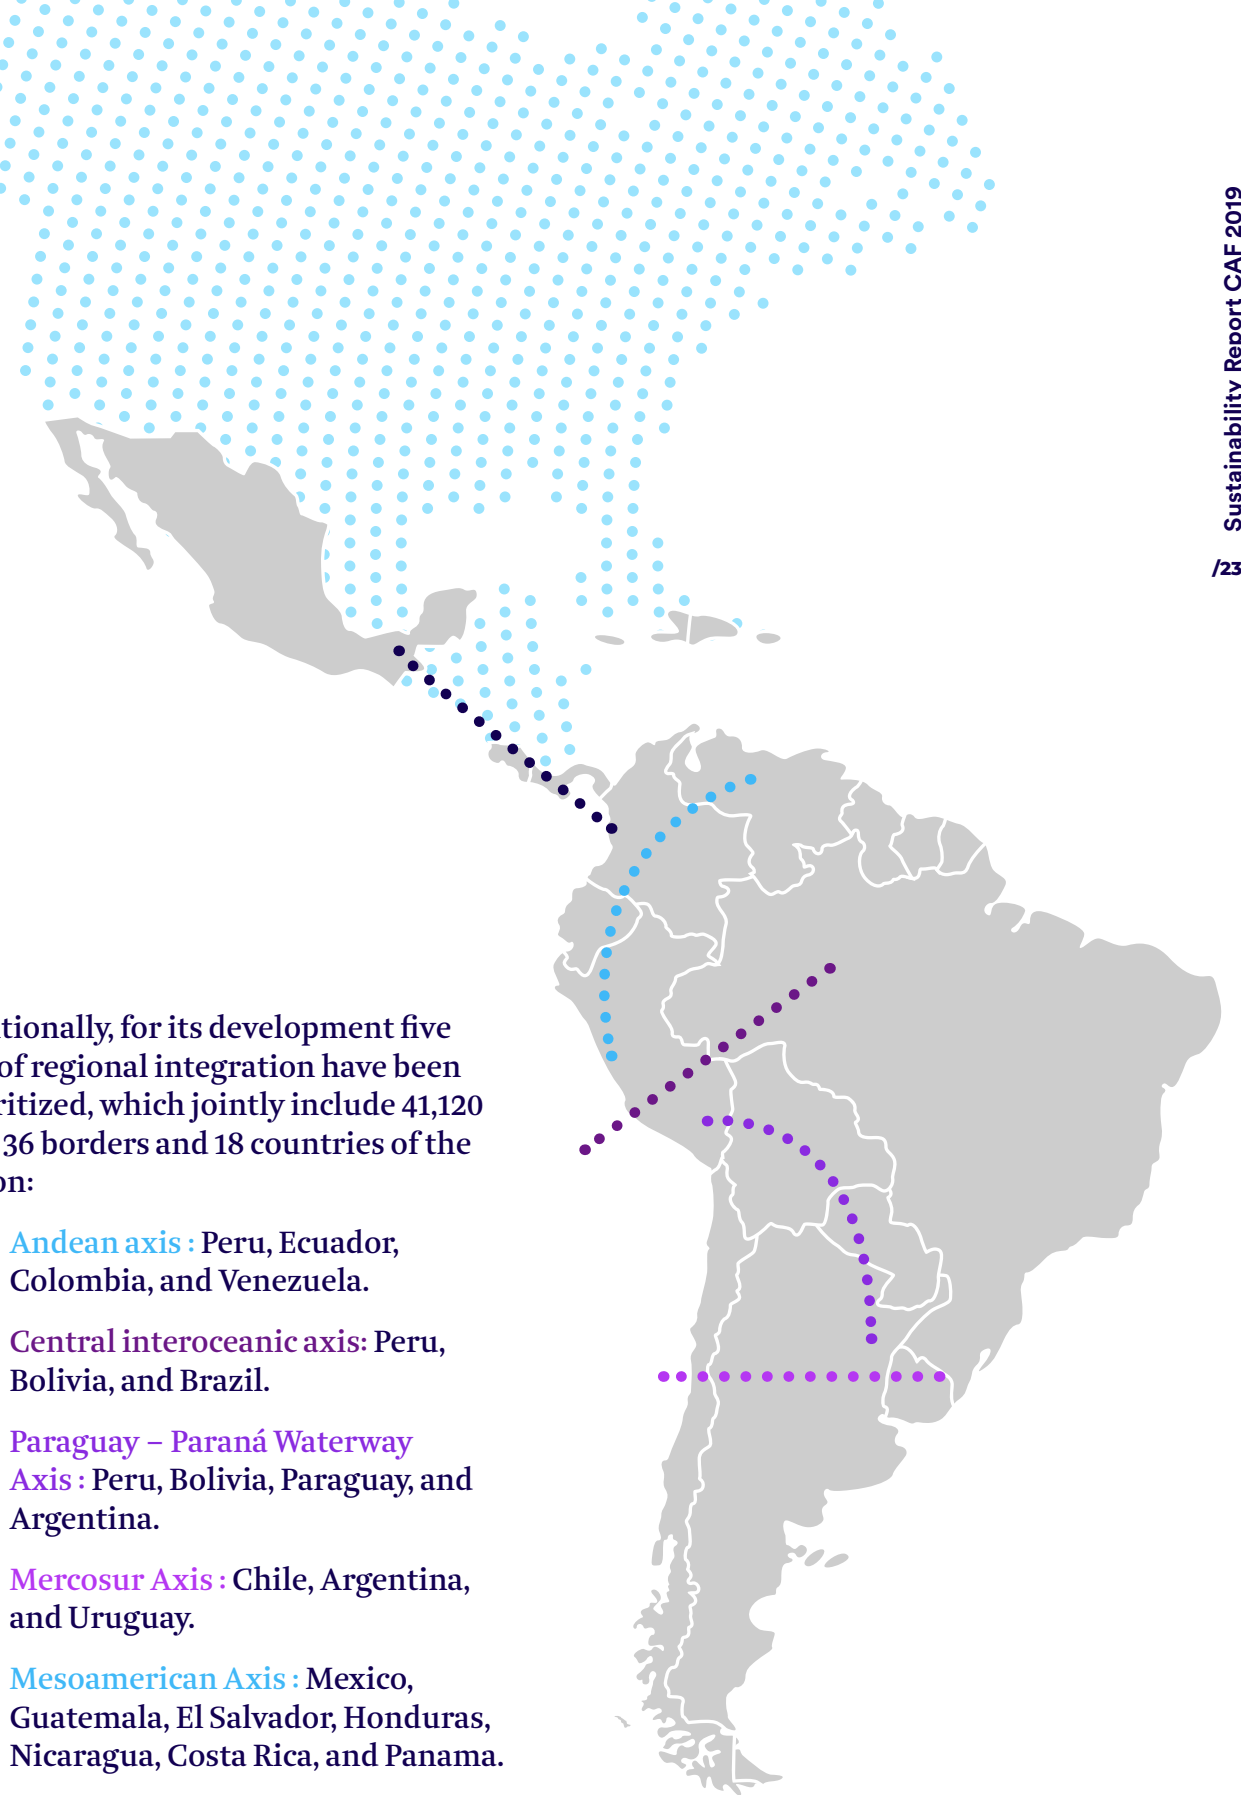 Sustainability Report CAF 2019
/23
tionally, for its development five
of regional integration have been
ritized, which jointly include 41,120
36 borders and 18 countries of the
on:
Andean axis : Peru, Ecuador,
Colombia, and Venezuela.
Central interoceanic axis: Peru,
Bolivia, and Brazil.
Paraguay – Paraná Waterway
Axis : Peru, Bolivia, Paraguay, and
Argentina.
Mercosur Axis : Chile, Argentina,
and Uruguay.
Mesoamerican Axis : Mexico,
Guatemala, El Salvador, Honduras,
Nicaragua, Costa Rica, and Panama.